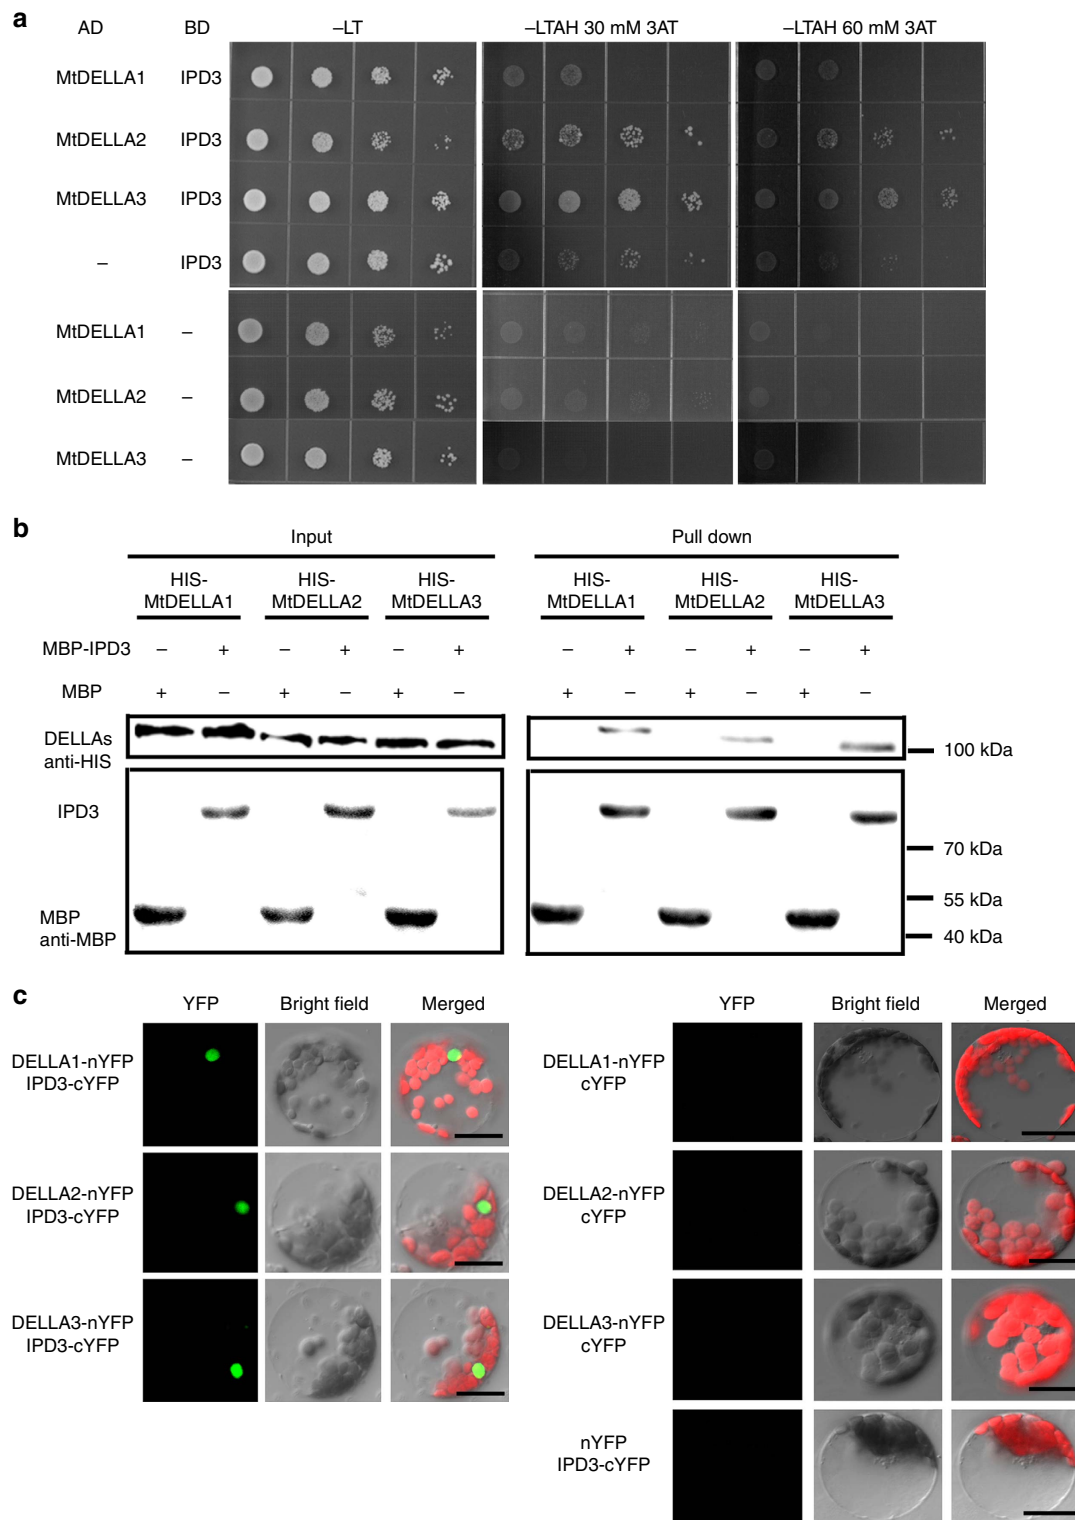 a
AD BD –LT –LTAH 30 mM 3AT –LTAH 60 mM 3AT
MtDELLA1 IPD3
MtDELLA2 IPD3
MtDELLA3 IPD3
– IPD3
MtDELLA1 –
MtDELLA2 –
MtDELLA3 –
b
Input Pull down
HIS- HIS- HIS- HIS- HIS- HIS-
MtDELLA1 MtDELLA2 MtDELLA3 MtDELLA1 MtDELLA2 MtDELLA3
MBP-IPD3 – + – + – + – + – + – +
MBP + – + – + – + – + – + –
DELLAs
anti-HIS
100 kDa
IPD3
70 kDa
55 kDa
MBP
anti-MBP
40 kDa
c
YFP Bright field Merged YFP Bright field Merged
DELLA1-nYFP
IPD3-cYFP
DELLA1-nYFP
cYFP
DELLA2-nYFP
IPD3-cYFP
DELLA2-nYFP
cYFP
DELLA3-nYFP
IPD3-cYFP
DELLA3-nYFP
cYFP
nYFP
IPD3-cYFP